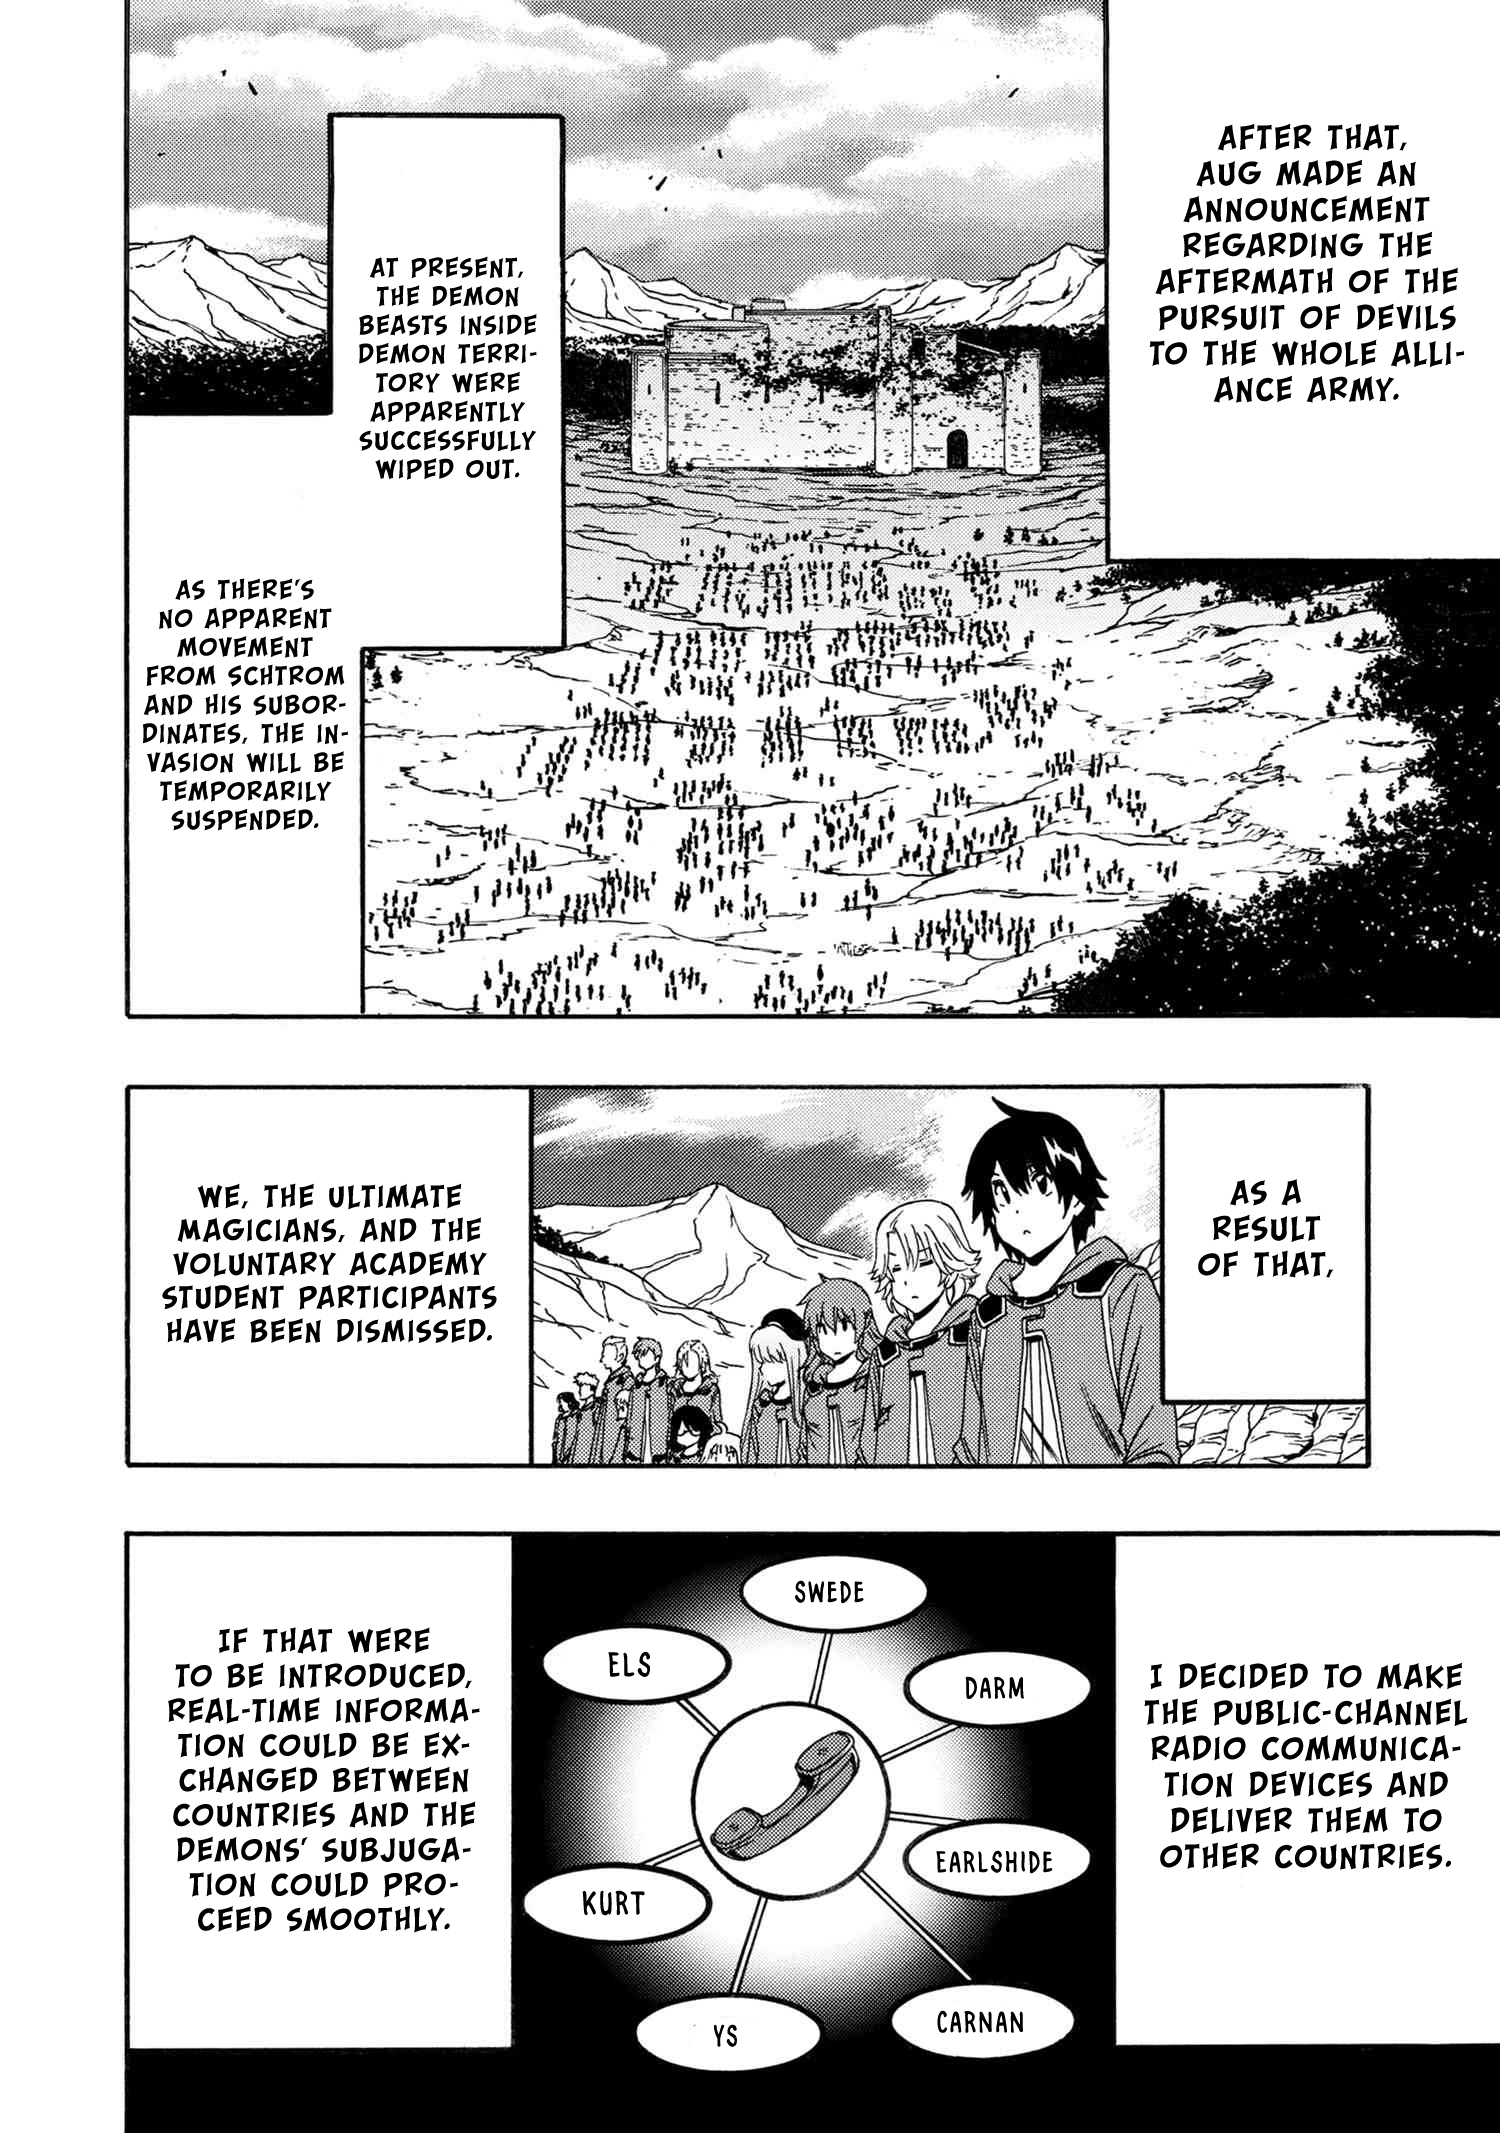 AFTER THAT,
AUG MADE AN
ANNOUNCEMENT
REGARDING THE
AFTERMATH OF THE
PURSUIT OF DEVILS
TO THE WHOLE ALLI-
ANCE ARMY.
AT PRESENT,
THE DEMON
BEASTS INSIDE
DEMON TERRI-
TORY WERE
APPARENTLY
SUCCESSFULLY
WIPED OUT.
AS THERE'S
NO APPARENT
MOVEMENT
FROM SCHTROM
AND HIS SUBOR-
DINATES, THE IN-
VASION WILL BE
TEMPORARILY
SUSPENDED.
AS A
RESULT
OF THAT,
WE, THE ULTIMATE
MAGICIANS, AND THE
VOLUNTARY ACADEMY
STUDENT PARTICIPANTS
HAVE BEEN DISMISSED.
I DECIDED TO MAKE
THE PUBLIC-CHANNEL
RADIO COMMUNICA-
TION DEVICES AND
DELIVER THEM TO
OTHER COUNTRIES.
SWEDE
ELS
DARM
EARLSHIDE
KURT
CARNAN
YS
IF THAT WERE
TO BE INTRODUCED,
REAL-TIME INFORMA-
TION COULD BE EX-
CHANGED BETWEEN
COUNTRIES AND THE
DEMONS' SUBJUGA-
TION COULD PRO-
CEED SMOOTHLY.